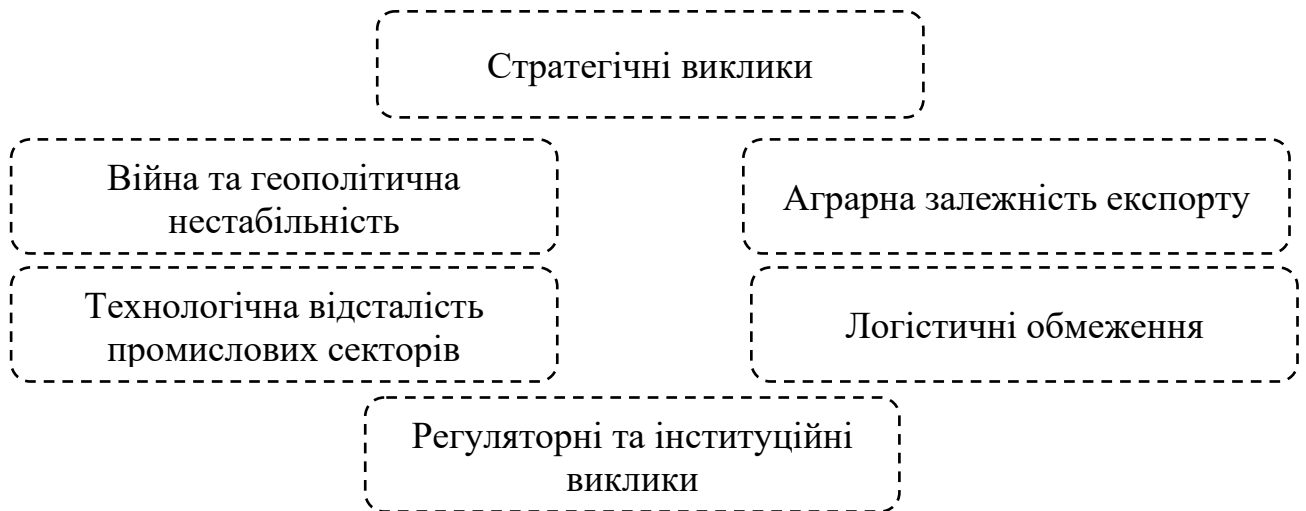 Стратегічні виклики
Війна та геополітична
нестабільність
Аграрна залежність експорту
Технологічна відсталість
промислових секторів
Логістичні обмеження
Регуляторні та інституційні
виклики